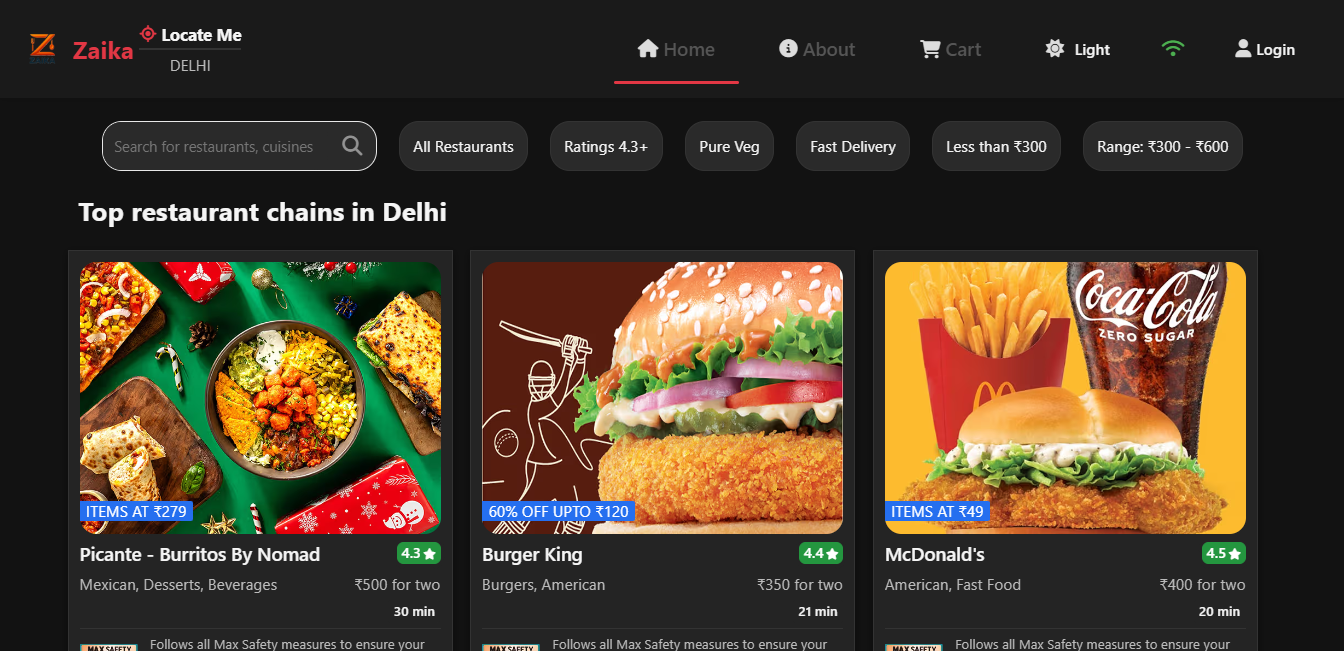 Zaika
Locate Me
DELHI
Home
About
Cart
Light
Login
Search for restaurants, cuisines
All Restaurants
Ratings 4.3+
Pure Veg
Fast Delivery
Less than ₹300
Range: ₹300 - ₹600
Top restaurant chains in Delhi
ITEMS AT ₹279
Picante - Burritos By Nomad
4.3
Mexican, Desserts, Beverages
₹500 for two
30 min
MAX SAFETY
Follows all Max Safety measures to ensure your
60% OFF UPTO ₹120
Burger King
4.4
Burgers, American
₹350 for two
21 min
MAX SAFETY
Follows all Max Safety measures to ensure your
Coca-Cola
ZERO SUGAR
ITEMS AT ₹49
McDonald's
4.5
American, Fast Food
₹400 for two
20 min
MAX SAFETY
Follows all Max Safety measures to ensure your